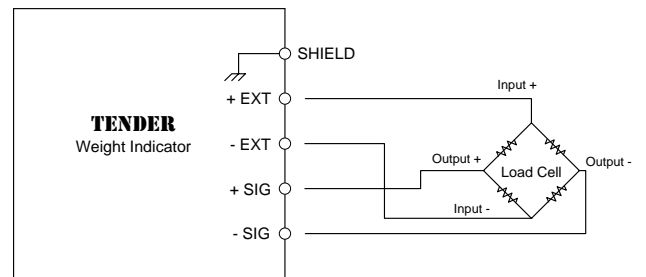 SHIELD
+ EXT
Input +
TENDER
Weight Indicator
- EXT
Output +
Load Cell
Output -
+ SIG
Input -
- SIG